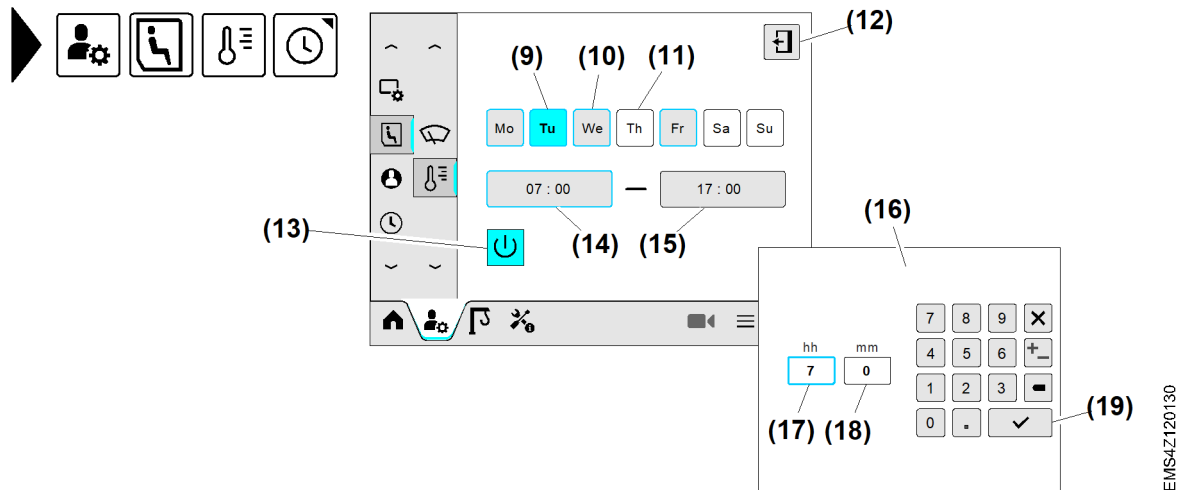 (12)
(9) (10) (11)
Mo Tu We Th Fr Sa Su
07 : 00 — 17 : 00
(13) (14) (15)
(16)
7 8 9
hh mm
4 5 6 +–
7 0
1 2 3
(17) (18)
0 .
(19)
EMS4Z120130